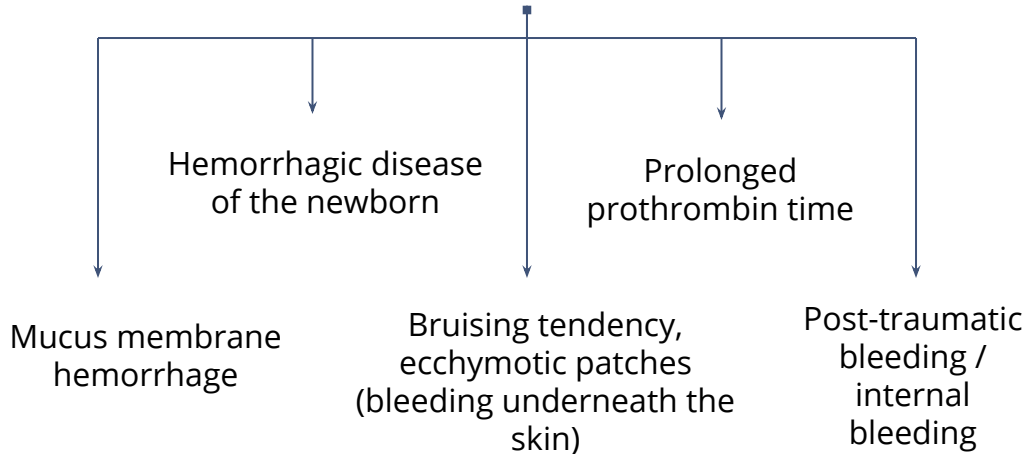 Hemorrhagic disease
of the newborn
Prolonged
prothrombin time
Mucus membrane
hemorrhage
Bruising tendency,
ecchymotic patches
(bleeding underneath the
skin)
Post-traumatic
bleeding /
internal
bleeding